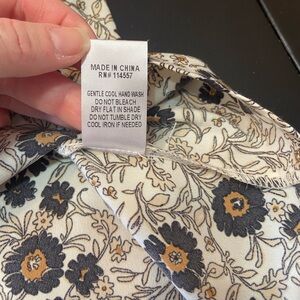 MADE IN CHINA
RN# 114557
GENTLE COOL HAND WASH
DO NOT BLEACH
DRY FLAT IN SHADE
DO NOT TUMBLE DRY
COOL IRON IF NEEDED